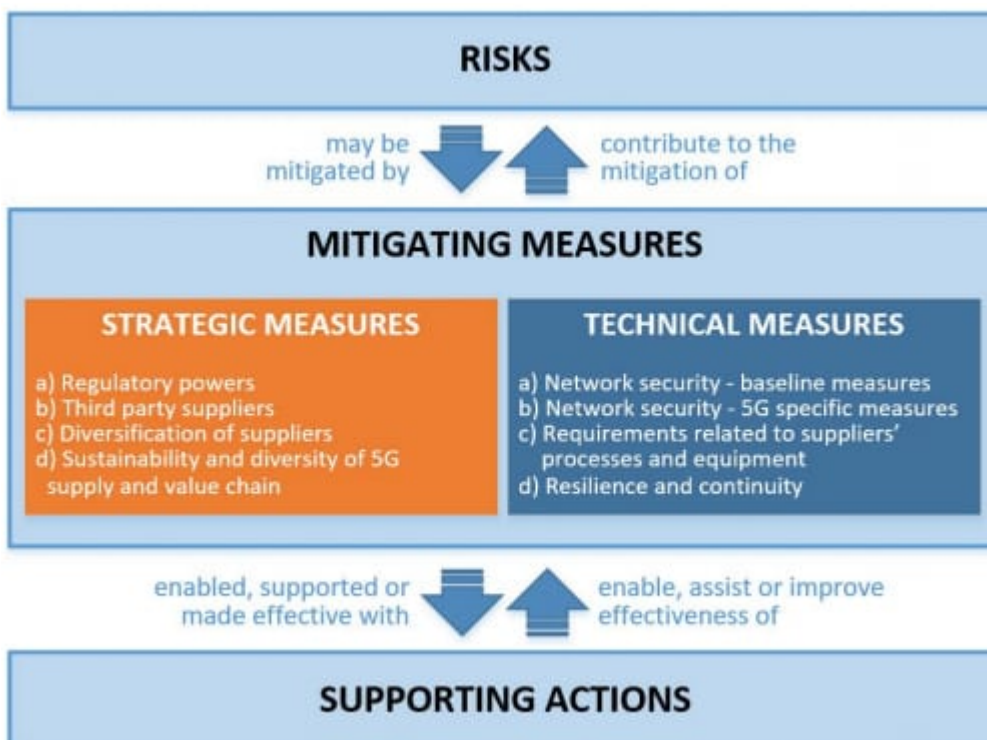 RISKS
may be
mitigated by
contribute to the
mitigation of
MITIGATING MEASURES
STRATEGIC MEASURES
a) Regulatory powers
b) Third party suppliers
c) Diversification of suppliers
d) Sustainability and diversity of 5G
supply and value chain
TECHNICAL MEASURES
a) Network security - baseline measures
b) Network security - 5G specific measures
c) Requirements related to suppliers’
processes and equipment
d) Resilience and continuity
enabled, supported or
made effective with
enable, assist or improve
effectiveness of
SUPPORTING ACTIONS